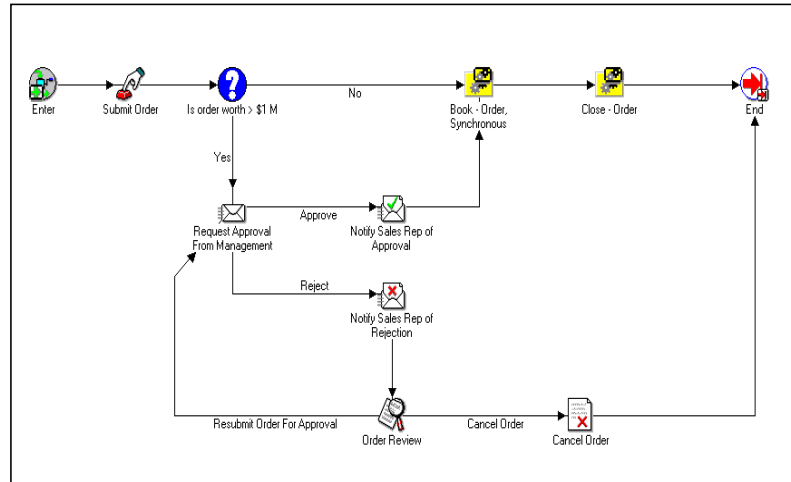 No
Enter
Submit Order
Is order worth > $1 M
Book - Order,
Synchronous
Close - Order
End
Yes
Approve
Request Approval
From Management
Notify Sales Rep of
Approval
Reject
Notify Sales Rep of
Rejection
Resubmit Order For Approval
Order Review
Cancel Order
Cancel Order